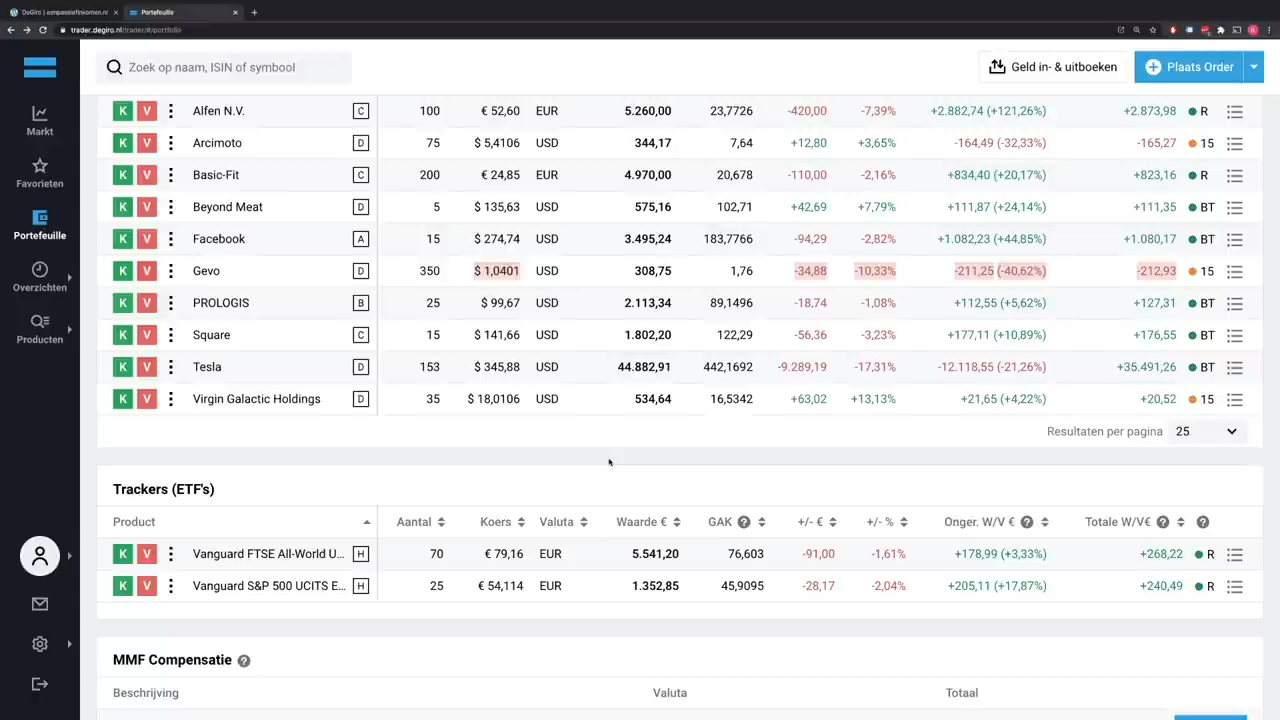 DeGiro | eenpassiefinkomen.nl
Portefeuille
trader.degiro.nl/trader/#/portfolio
Zoek op naam, ISIN of symbool
Geld in- & uitboeken
Plaats Order
Markt
Favorieten
Portefeuille
Overzichten
Producten
K V Alfen N.V. C 100 € 52,60 EUR 5.260,00 23,7726 -420,00 -7,39% +2.882,74 (+121,26%) +2.873,98 R
K V Arcimoto D 75 $ 5,4106 USD 344,17 7,64 +12,80 +3,65% -164,49 (-32,33%) -165,27 15
K V Basic-Fit C 200 € 24,85 EUR 4.970,00 20,678 -110,00 -2,16% +834,40 (+20,17%) +823,16 R
K V Beyond Meat D 5 $ 135,63 USD 575,16 102,71 +42,69 +7,79% +111,87 (+24,14%) +111,35 BT
K V Facebook A 15 $ 274,74 USD 3.495,24 183,7766 -94,29 -2,82% +1.082,23 (+44,85%) +1.080,17 BT
K V Gevo D 350 $ 1,0401 USD 308,75 1,76 -34,88 -10,33% -211,25 (-40,62%) -212,93 15
K V PROLOGIS B 25 $ 99,67 USD 2.113,34 89,1496 -18,74 -1,08% +112,55 (+5,62%) +127,31 BT
K V Square C 15 $ 141,66 USD 1.802,20 122,29 -56,36 -3,23% +177,11 (+10,89%) +176,55 BT
K V Tesla D 153 $ 345,88 USD 44.882,91 442,1692 -9.289,19 -17,31% -12.118,55 (-21,26%) +35.491,26 BT
K V Virgin Galactic Holdings D 35 $ 18,0106 USD 534,64 16,5342 +63,02 +13,13% +21,65 (+4,22%) +20,52 15
Resultaten per pagina 25
Trackers (ETF's)
Product Aantal Koers Valuta Waarde € GAK +/- € +/- % Onger. W/V € Totale W/V€
K V Vanguard FTSE All-World U... H 70 € 79,16 EUR 5.541,20 76,603 -91,00 -1,61% +178,99 (+3,33%) +268,22 R
K V Vanguard S&P 500 UCITS E... H 25 € 54,114 EUR 1.352,85 45,9095 -28,17 -2,04% +205,11 (+17,87%) +240,49 R
MMF Compensatie
Beschrijving Valuta Totaal